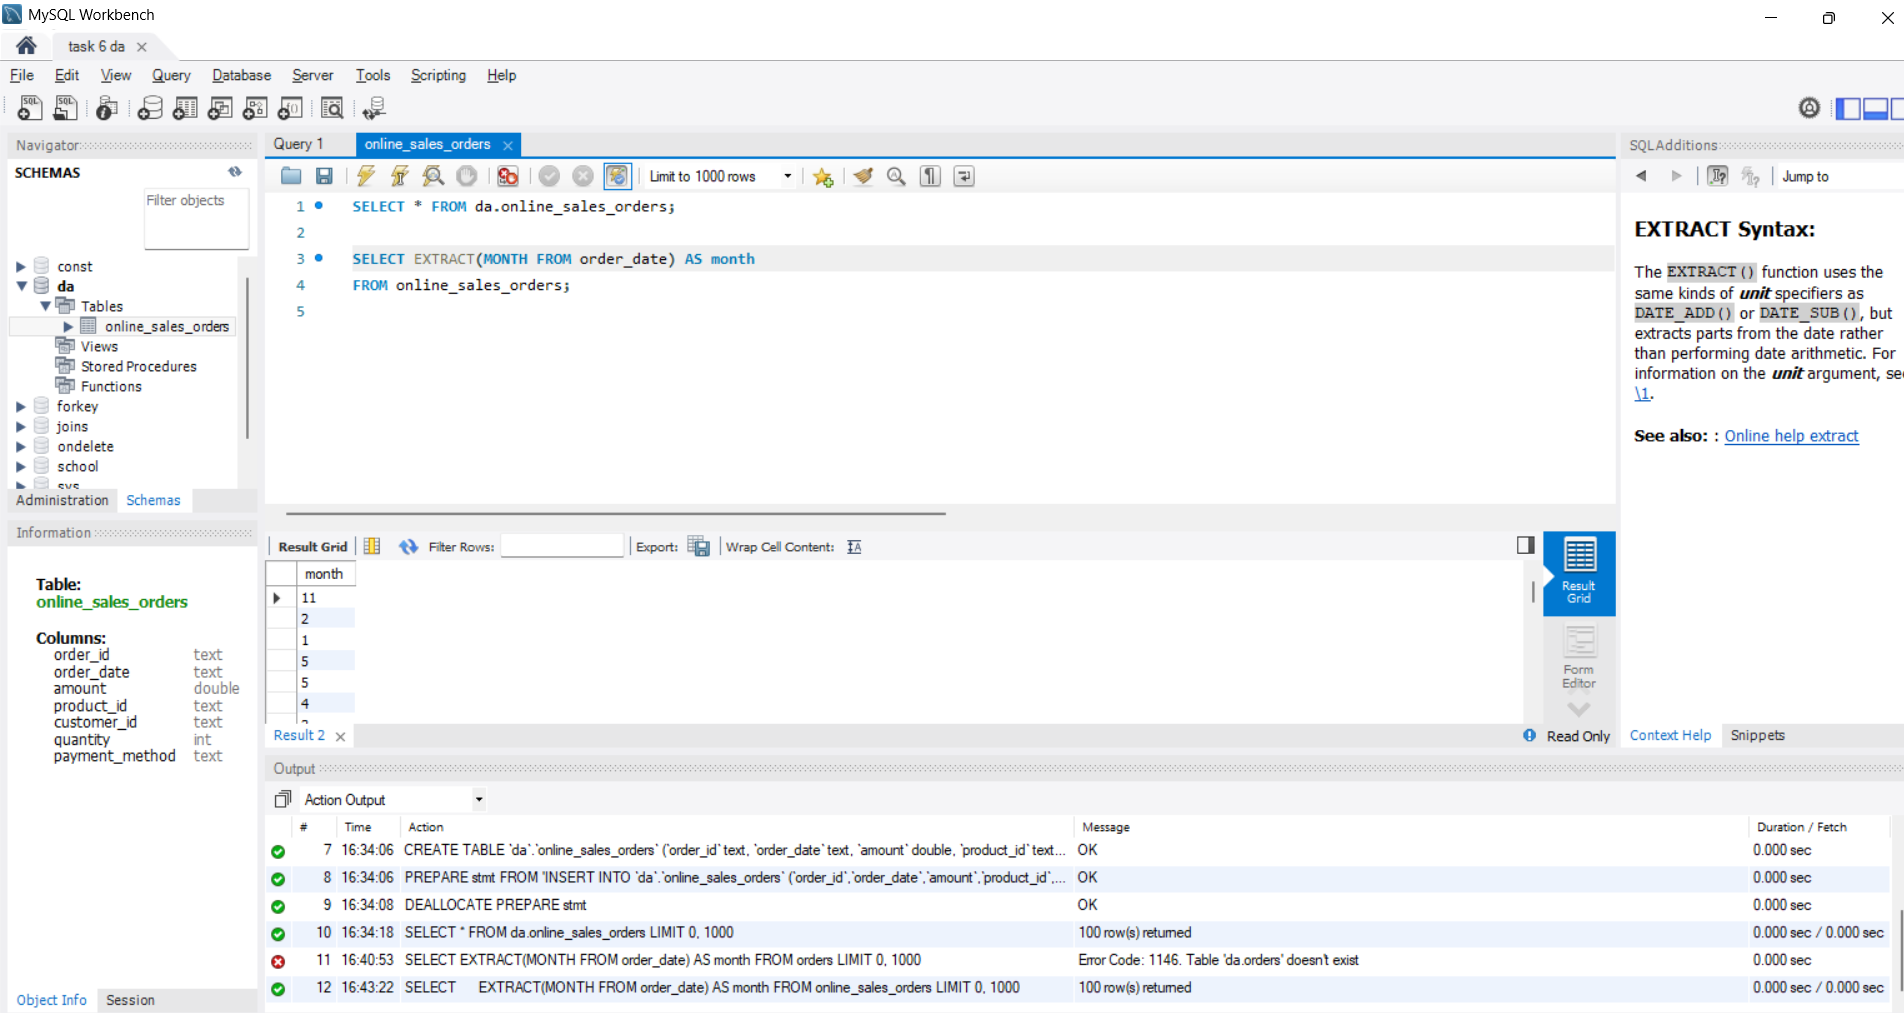 MySQL Workbench
task 6 da
File Edit View Query Database Server Tools Scripting Help
Navigator
SCHEMAS
Filter objects
const
da
Tables
online_sales_orders
Views
Stored Procedures
Functions
forkey
joins
ondelete
school
sys
Administration Schemas
Information
Table:
online_sales_orders
Columns:
order_id text
order_date text
amount double
product_id text
customer_id text
quantity int
payment_method text
Object Info Session
Query 1 online_sales_orders
Limit to 1000 rows
1 SELECT * FROM da.online_sales_orders;
2
3 SELECT EXTRACT(MONTH FROM order_date) AS month
4 FROM online_sales_orders;
5
Result Grid Filter Rows: Export: Wrap Cell Content:
month
11
2
1
5
5
4
Result Grid
Form Editor
Result 2
Read Only
SQLAdditions
Jump to
EXTRACT Syntax:
The EXTRACT() function uses the
same kinds of unit specifiers as
DATE_ADD() or DATE_SUB(), but
extracts parts from the date rather
than performing date arithmetic. For
information on the unit argument, se
\1.
See also: : Online help extract
Context Help Snippets
Output
Action Output
# Time Action Message Duration / Fetch
7 16:34:06 CREATE TABLE `da`.`online_sales_orders` (`order_id` text, `order_date` text, `amount` double, `product_id` text... OK 0.000 sec
8 16:34:06 PREPARE stmt FROM 'INSERT INTO `da`.`online_sales_orders` (`order_id`,`order_date`,`amount`,`product_id`,... OK 0.000 sec
9 16:34:08 DEALLOCATE PREPARE stmt OK 0.000 sec
10 16:34:18 SELECT * FROM da.online_sales_orders LIMIT 0, 1000 100 row(s) returned 0.000 sec / 0.000 sec
11 16:40:53 SELECT EXTRACT(MONTH FROM order_date) AS month FROM orders LIMIT 0, 1000 Error Code: 1146. Table 'da.orders' doesn't exist 0.000 sec
12 16:43:22 SELECT EXTRACT(MONTH FROM order_date) AS month FROM online_sales_orders LIMIT 0, 1000 100 row(s) returned 0.000 sec / 0.000 sec